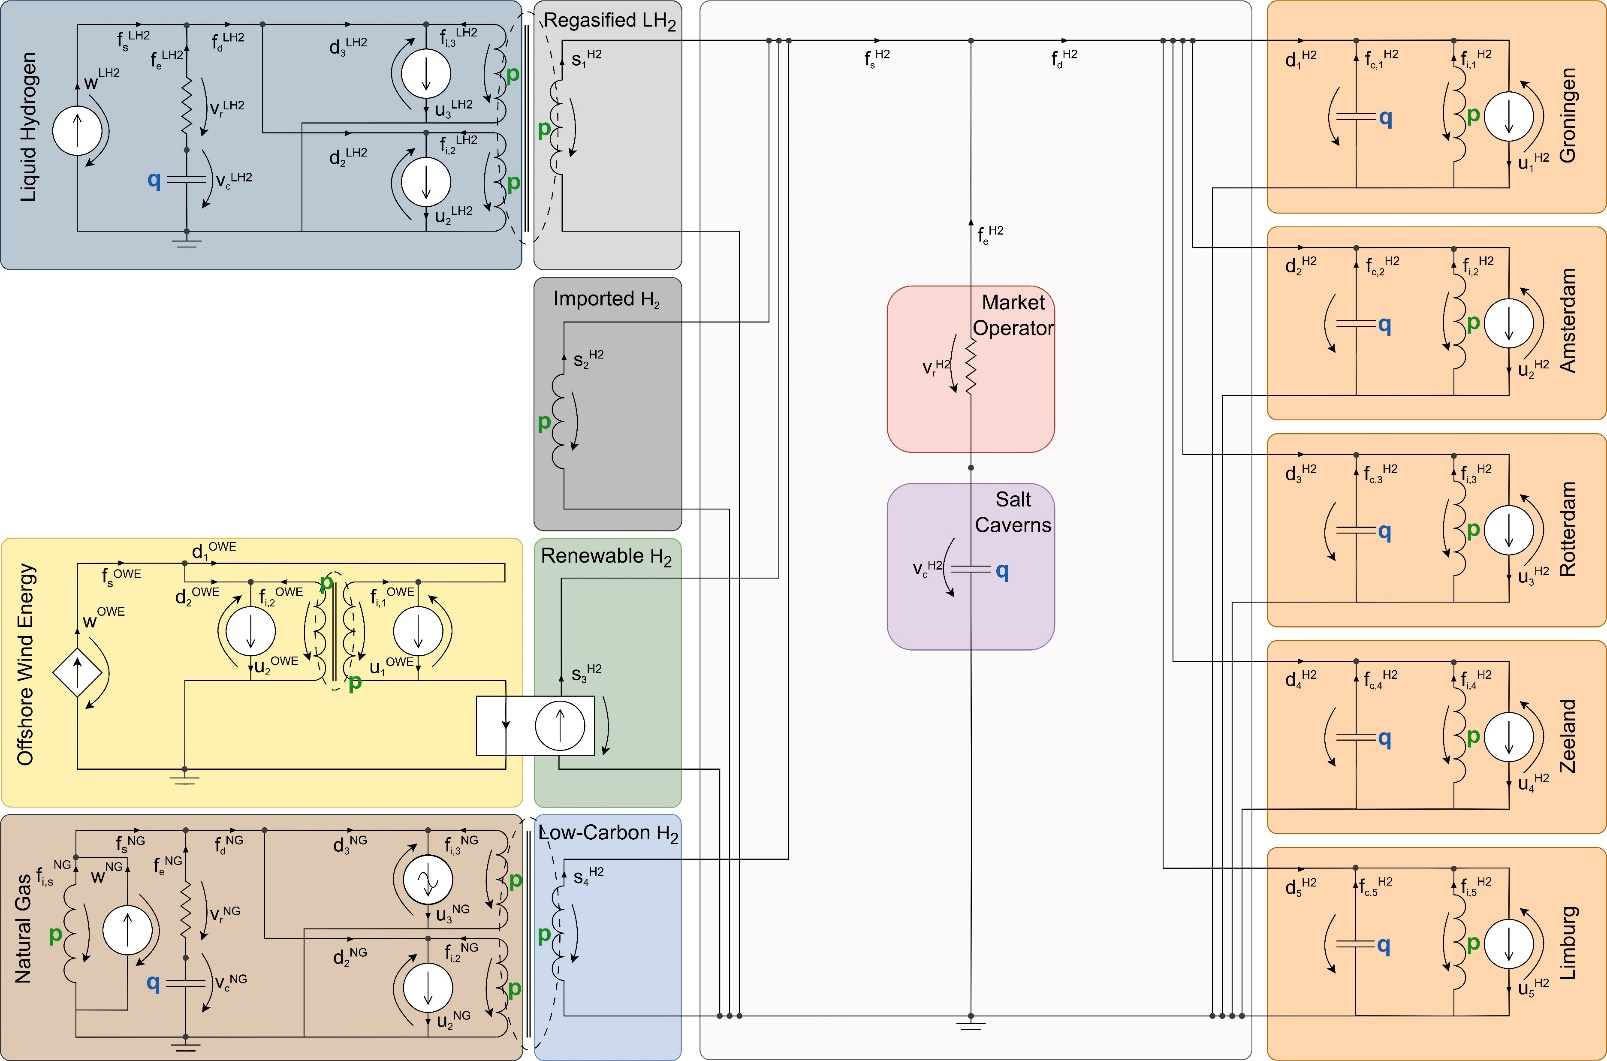 Liquid Hydrogen
w^LH2
f_s^LH2
f_e^LH2
f_d^LH2
v_r^LH2
q
v_c^LH2
d_3^LH2
f_i,3^LH2
u_3^LH2
p
d_2^LH2
f_i,2^LH2
u_2^LH2
p
Regasified LH₂
s_1^H2
p
Imported H₂
s_2^H2
p
Offshore Wind Energy
w^OWE
f_s^OWE
d_1^OWE
d_2^OWE
f_i,2^OWE
u_2^OWE
p
f_i,1^OWE
u_1^OWE
p
Renewable H₂
s_3^H2
Natural Gas
f_i,s^NG
p
w^NG
f_s^NG
f_e^NG
f_d^NG
v_r^NG
q
v_c^NG
d_3^NG
f_i,3^NG
u_3^NG
p
d_2^NG
f_i,2^NG
u_2^NG
p
Low-Carbon H₂
s_4^H2
p
f_s^H2
f_d^H2
f_e^H2
Market
Operator
v_r^H2
Salt
Caverns
v_c^H2
q
d_1^H2
f_c,1^H2
f_i,1^H2
q
p
u_1^H2
Groningen
d_2^H2
f_c,2^H2
f_i,2^H2
q
p
u_2^H2
Amsterdam
d_3^H2
f_c,3^H2
f_i,3^H2
q
p
u_3^H2
Rotterdam
d_4^H2
f_c,4^H2
f_i,4^H2
q
p
u_4^H2
Zeeland
d_5^H2
f_c,5^H2
f_i,5^H2
q
p
u_5^H2
Limburg